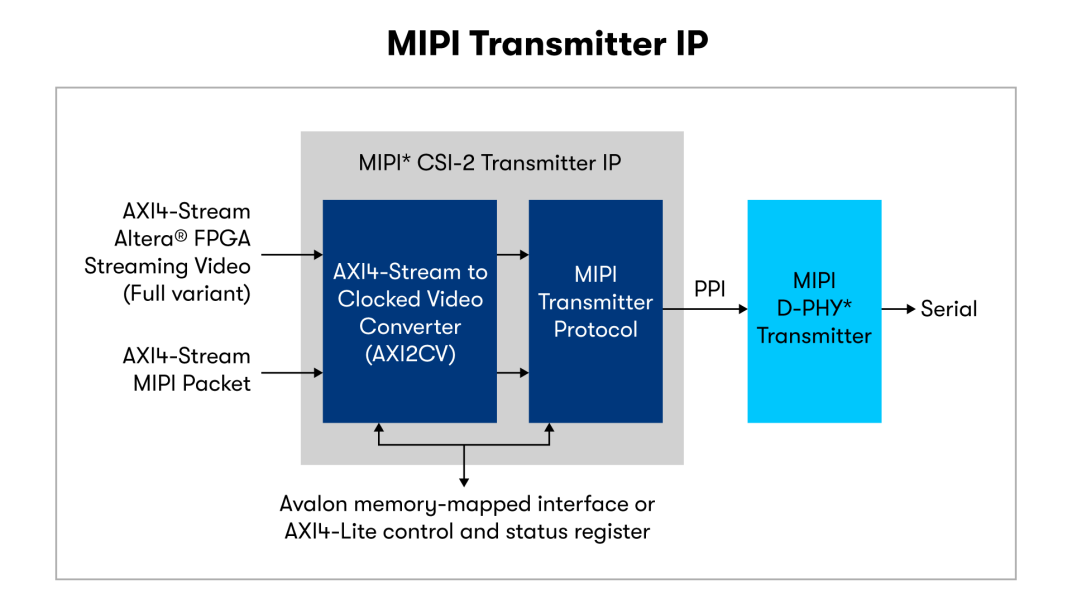 MIPI Transmitter IP
MIPI* CSI-2 Transmitter IP
AXI4-Stream
Altera® FPGA
Streaming Video
(Full variant)
AXI4-Stream
MIPI Packet
AXI4-Stream to
Clocked Video
Converter
(AXI2CV)
MIPI
Transmitter
Protocol
PPI
MIPI
D-PHY*
Transmitter
Serial
Avalon memory-mapped interface or
AXI4-Lite control and status register